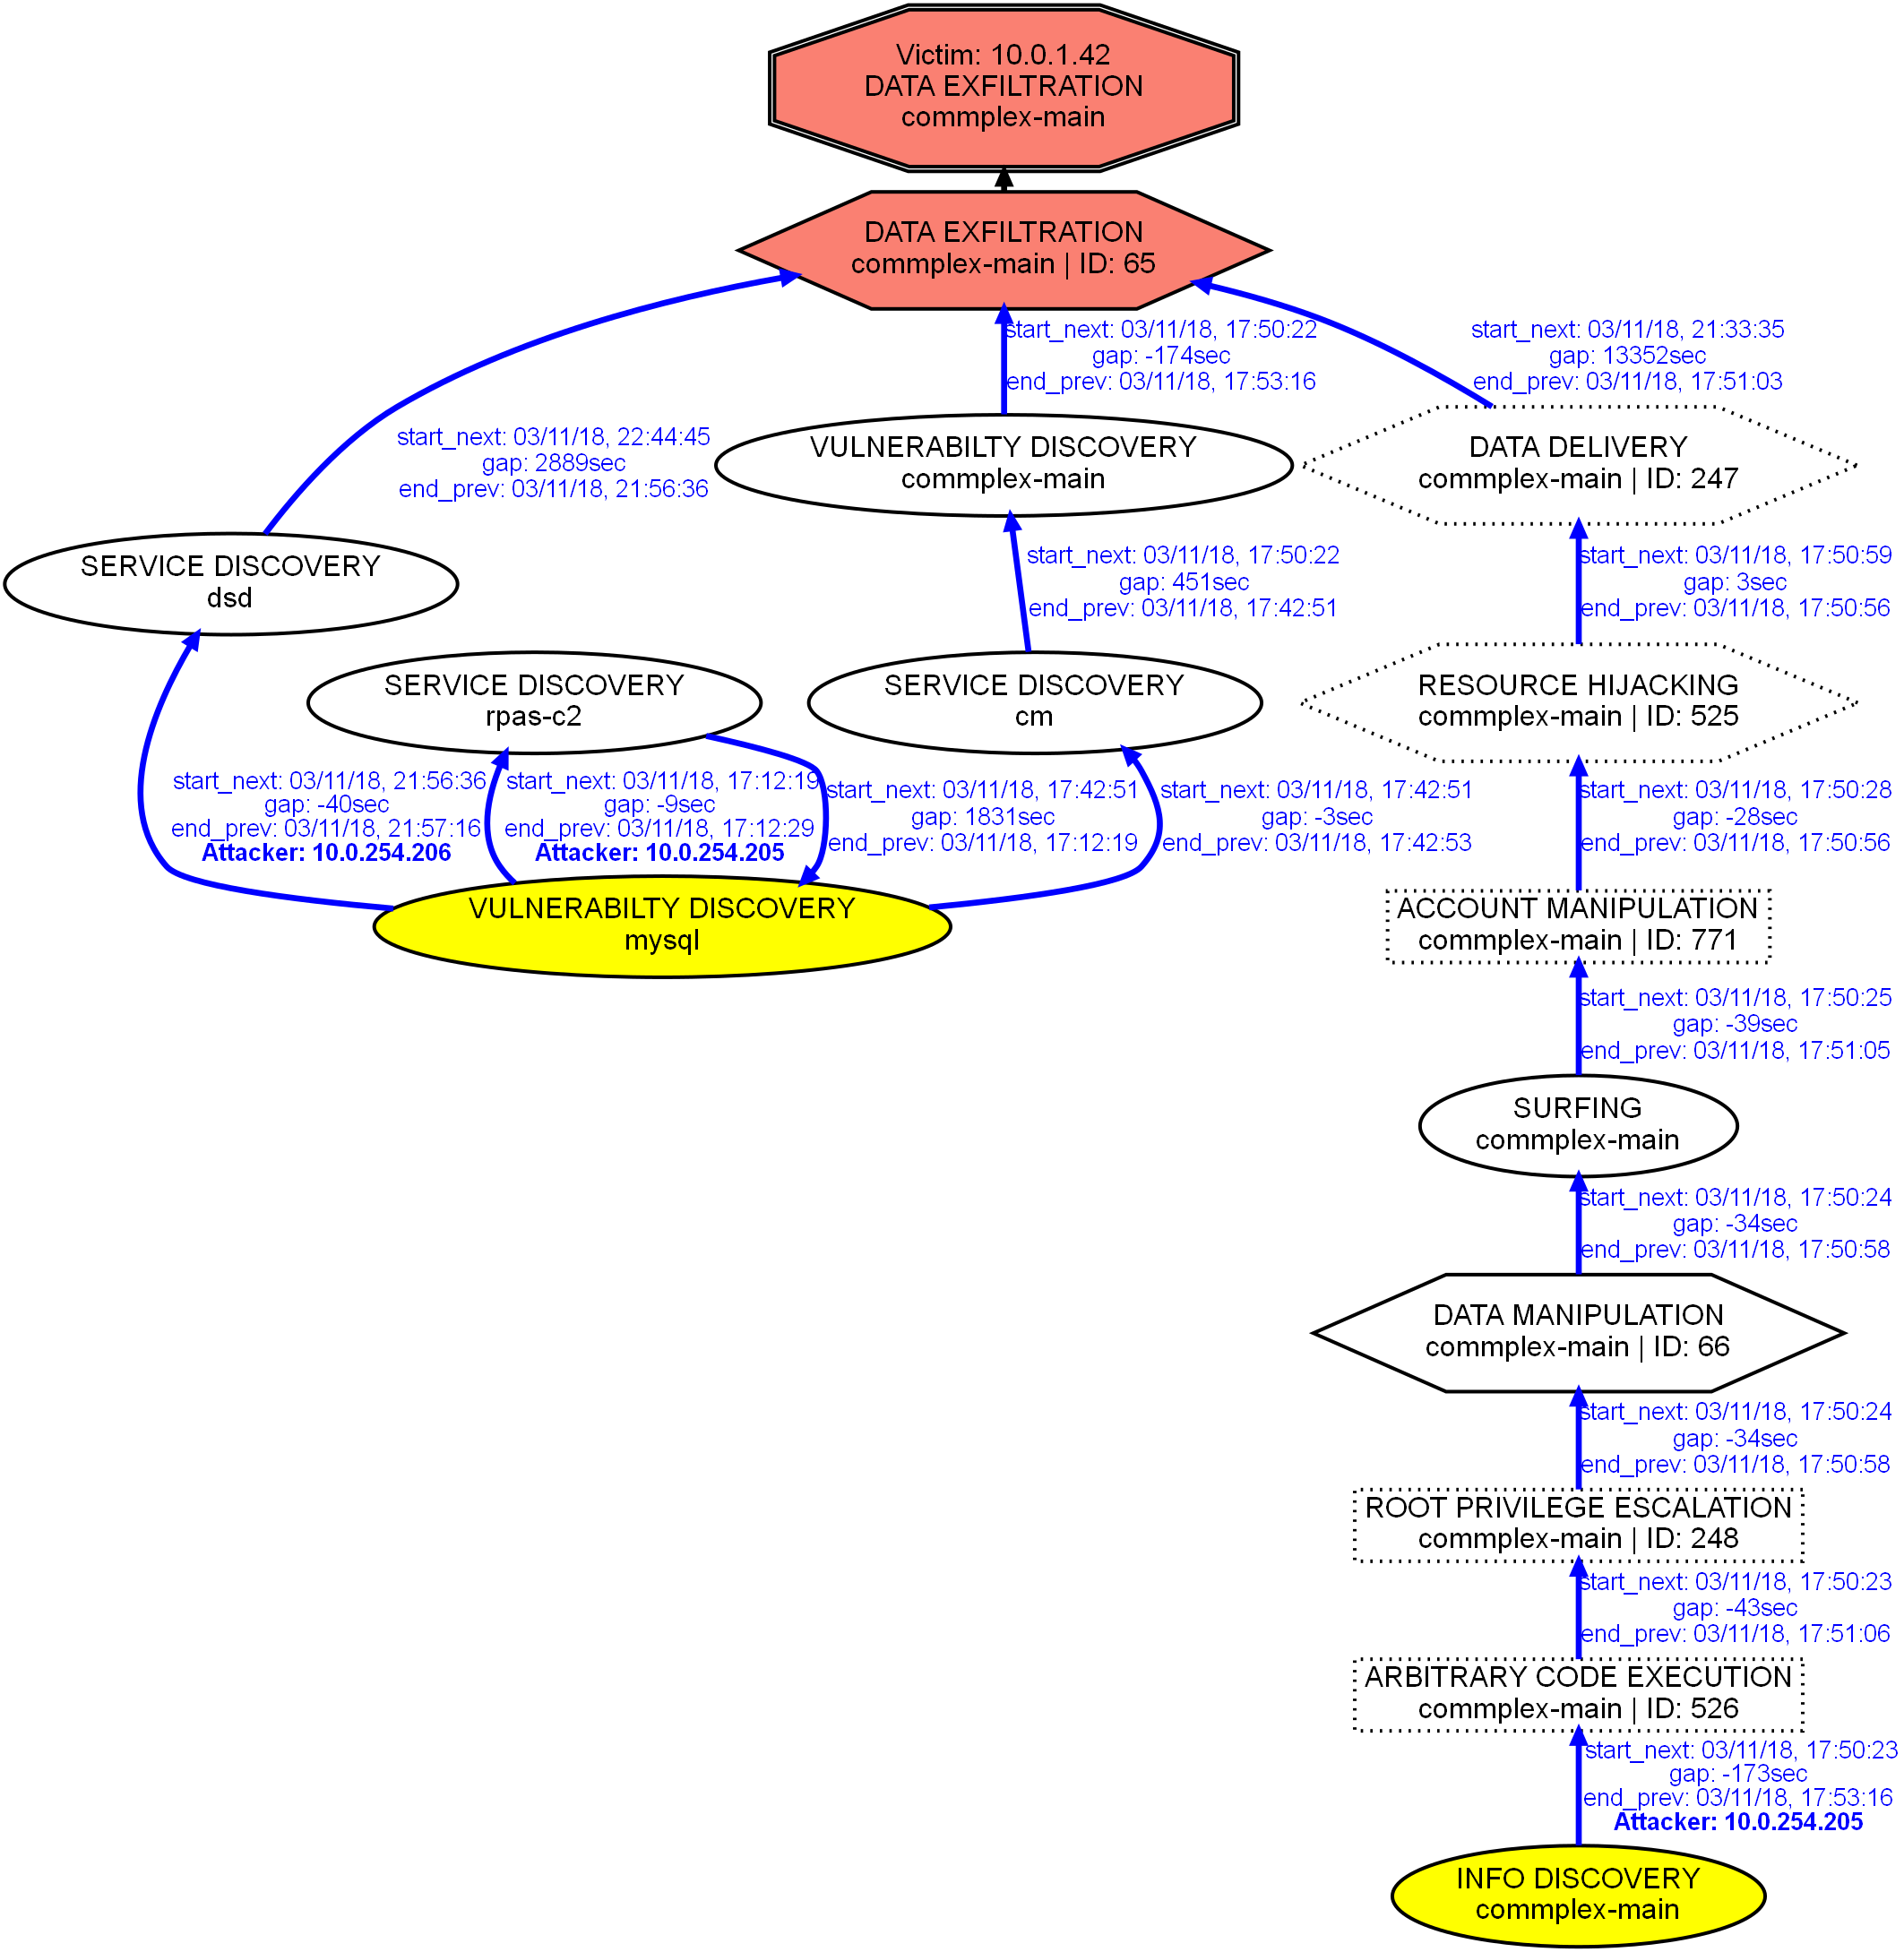 Victim: 10.0.1.42
DATA EXFILTRATION
commplex-main
DATA EXFILTRATION
commplex-main | ID: 65
start_next: 03/11/18, 17:50:22
gap: -174sec
end_prev: 03/11/18, 17:53:16
start_next: 03/11/18, 21:33:35
gap: 13352sec
end_prev: 03/11/18, 17:51:03
start_next: 03/11/18, 22:44:45
gap: 2889sec
end_prev: 03/11/18, 21:56:36
VULNERABILTY DISCOVERY
commplex-main
DATA DELIVERY
commplex-main | ID: 247
SERVICE DISCOVERY
dsd
start_next: 03/11/18, 17:50:22
gap: 451sec
end_prev: 03/11/18, 17:42:51
start_next: 03/11/18, 17:50:59
gap: 3sec
end_prev: 03/11/18, 17:50:56
SERVICE DISCOVERY
rpas-c2
SERVICE DISCOVERY
cm
RESOURCE HIJACKING
commplex-main | ID: 525
start_next: 03/11/18, 21:56:36
gap: -40sec
end_prev: 03/11/18, 21:57:16
Attacker: 10.0.254.206
start_next: 03/11/18, 17:12:19
gap: -9sec
end_prev: 03/11/18, 17:12:29
Attacker: 10.0.254.205
start_next: 03/11/18, 17:42:51
gap: 1831sec
end_prev: 03/11/18, 17:12:19
start_next: 03/11/18, 17:42:51
gap: -3sec
end_prev: 03/11/18, 17:42:53
start_next: 03/11/18, 17:50:28
gap: -28sec
end_prev: 03/11/18, 17:50:56
VULNERABILTY DISCOVERY
mysql
ACCOUNT MANIPULATION
commplex-main | ID: 771
start_next: 03/11/18, 17:50:25
gap: -39sec
end_prev: 03/11/18, 17:51:05
SURFING
commplex-main
start_next: 03/11/18, 17:50:24
gap: -34sec
end_prev: 03/11/18, 17:50:58
DATA MANIPULATION
commplex-main | ID: 66
start_next: 03/11/18, 17:50:24
gap: -34sec
end_prev: 03/11/18, 17:50:58
ROOT PRIVILEGE ESCALATION
commplex-main | ID: 248
start_next: 03/11/18, 17:50:23
gap: -43sec
end_prev: 03/11/18, 17:51:06
ARBITRARY CODE EXECUTION
commplex-main | ID: 526
start_next: 03/11/18, 17:50:23
gap: -173sec
end_prev: 03/11/18, 17:53:16
Attacker: 10.0.254.205
INFO DISCOVERY
commplex-main